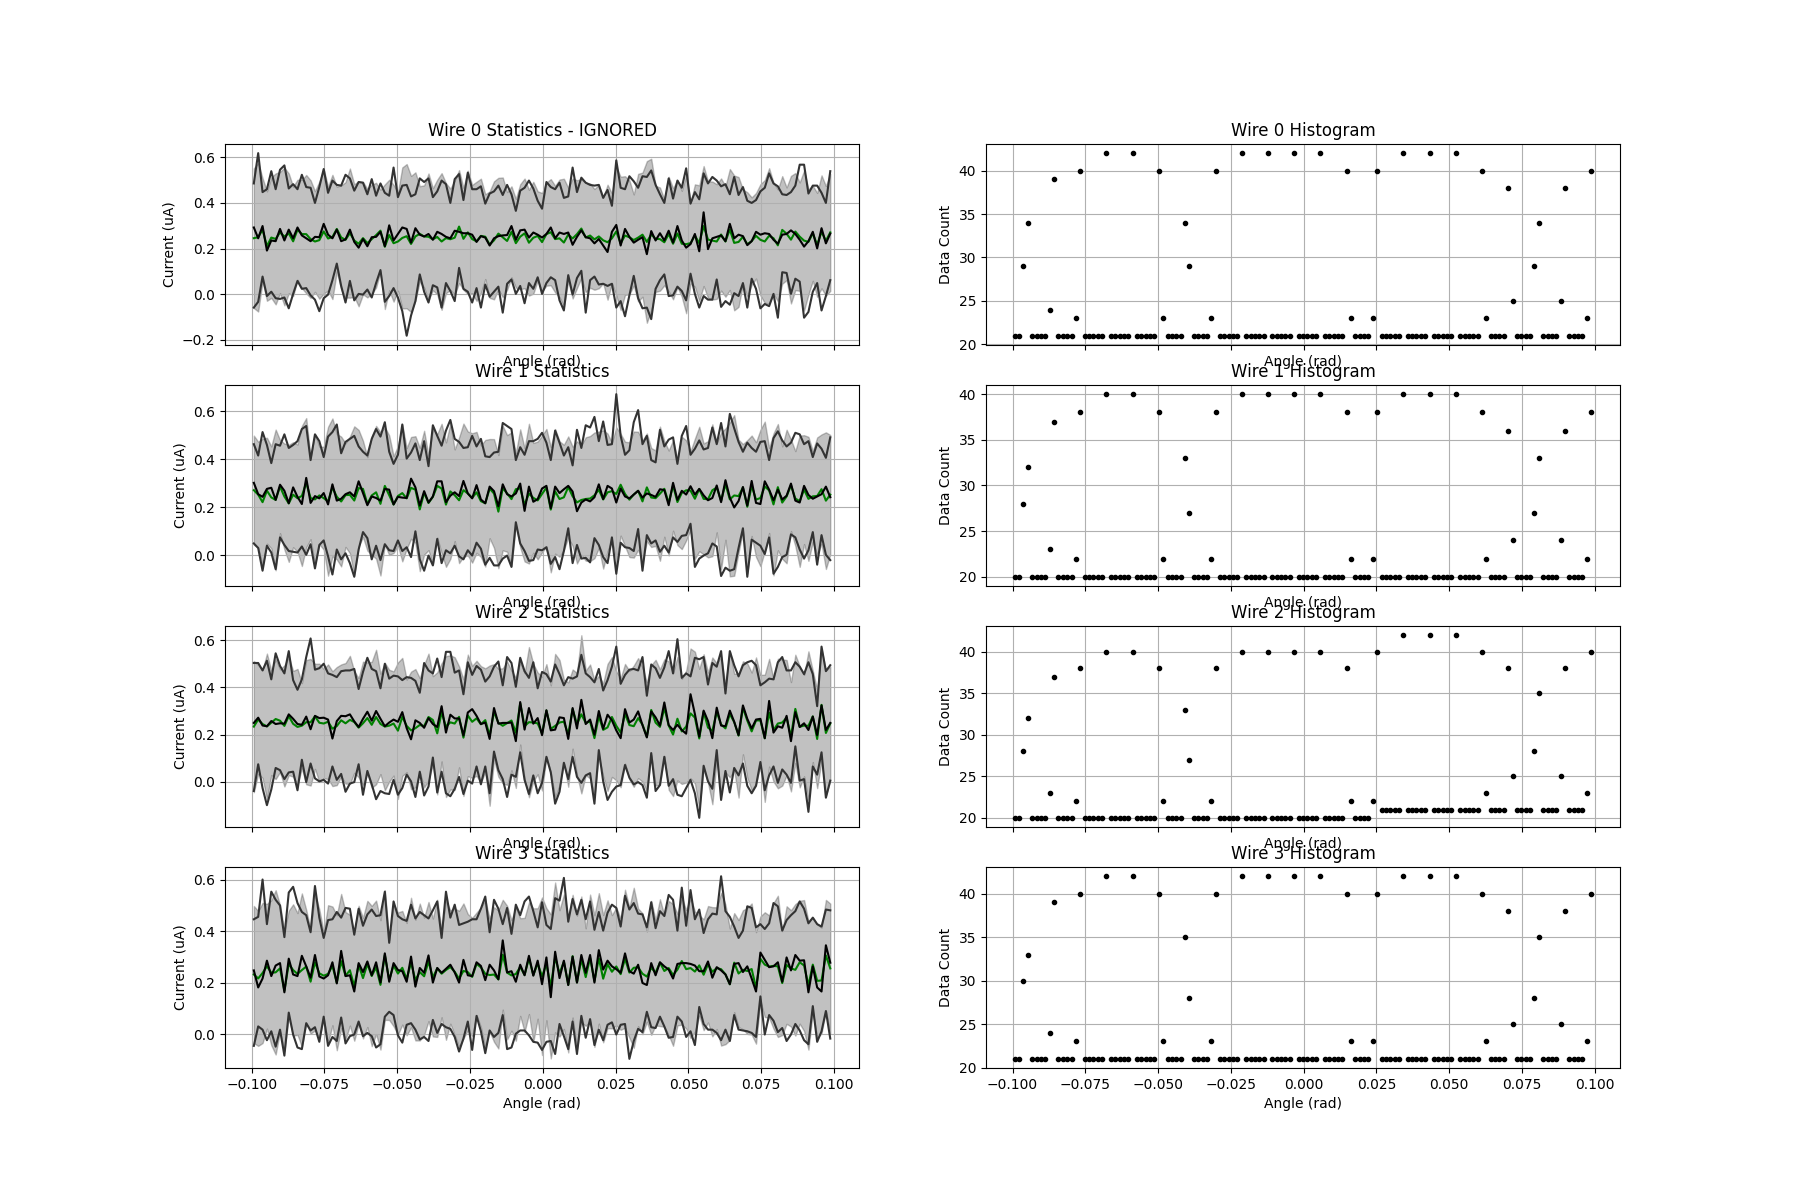 Wire 0 Statistics - IGNORED
Current (uA)
0.6
0.4
0.2
0.0
−0.2
Angle (rad)
Wire 0 Histogram
Data Count
40
35
30
25
20
Angle (rad)
Wire 1 Statistics
Current (uA)
0.6
0.4
0.2
0.0
Angle (rad)
Wire 1 Histogram
Data Count
40
35
30
25
20
Angle (rad)
Wire 2 Statistics
Current (uA)
0.6
0.4
0.2
0.0
Angle (rad)
Wire 2 Histogram
Data Count
40
35
30
25
20
Angle (rad)
Wire 3 Statistics
Current (uA)
0.6
0.4
0.2
0.0
−0.100 −0.075 −0.050 −0.025 0.000 0.025 0.050 0.075 0.100
Angle (rad)
Wire 3 Histogram
Data Count
40
35
30
25
20
−0.100 −0.075 −0.050 −0.025 0.000 0.025 0.050 0.075 0.100
Angle (rad)